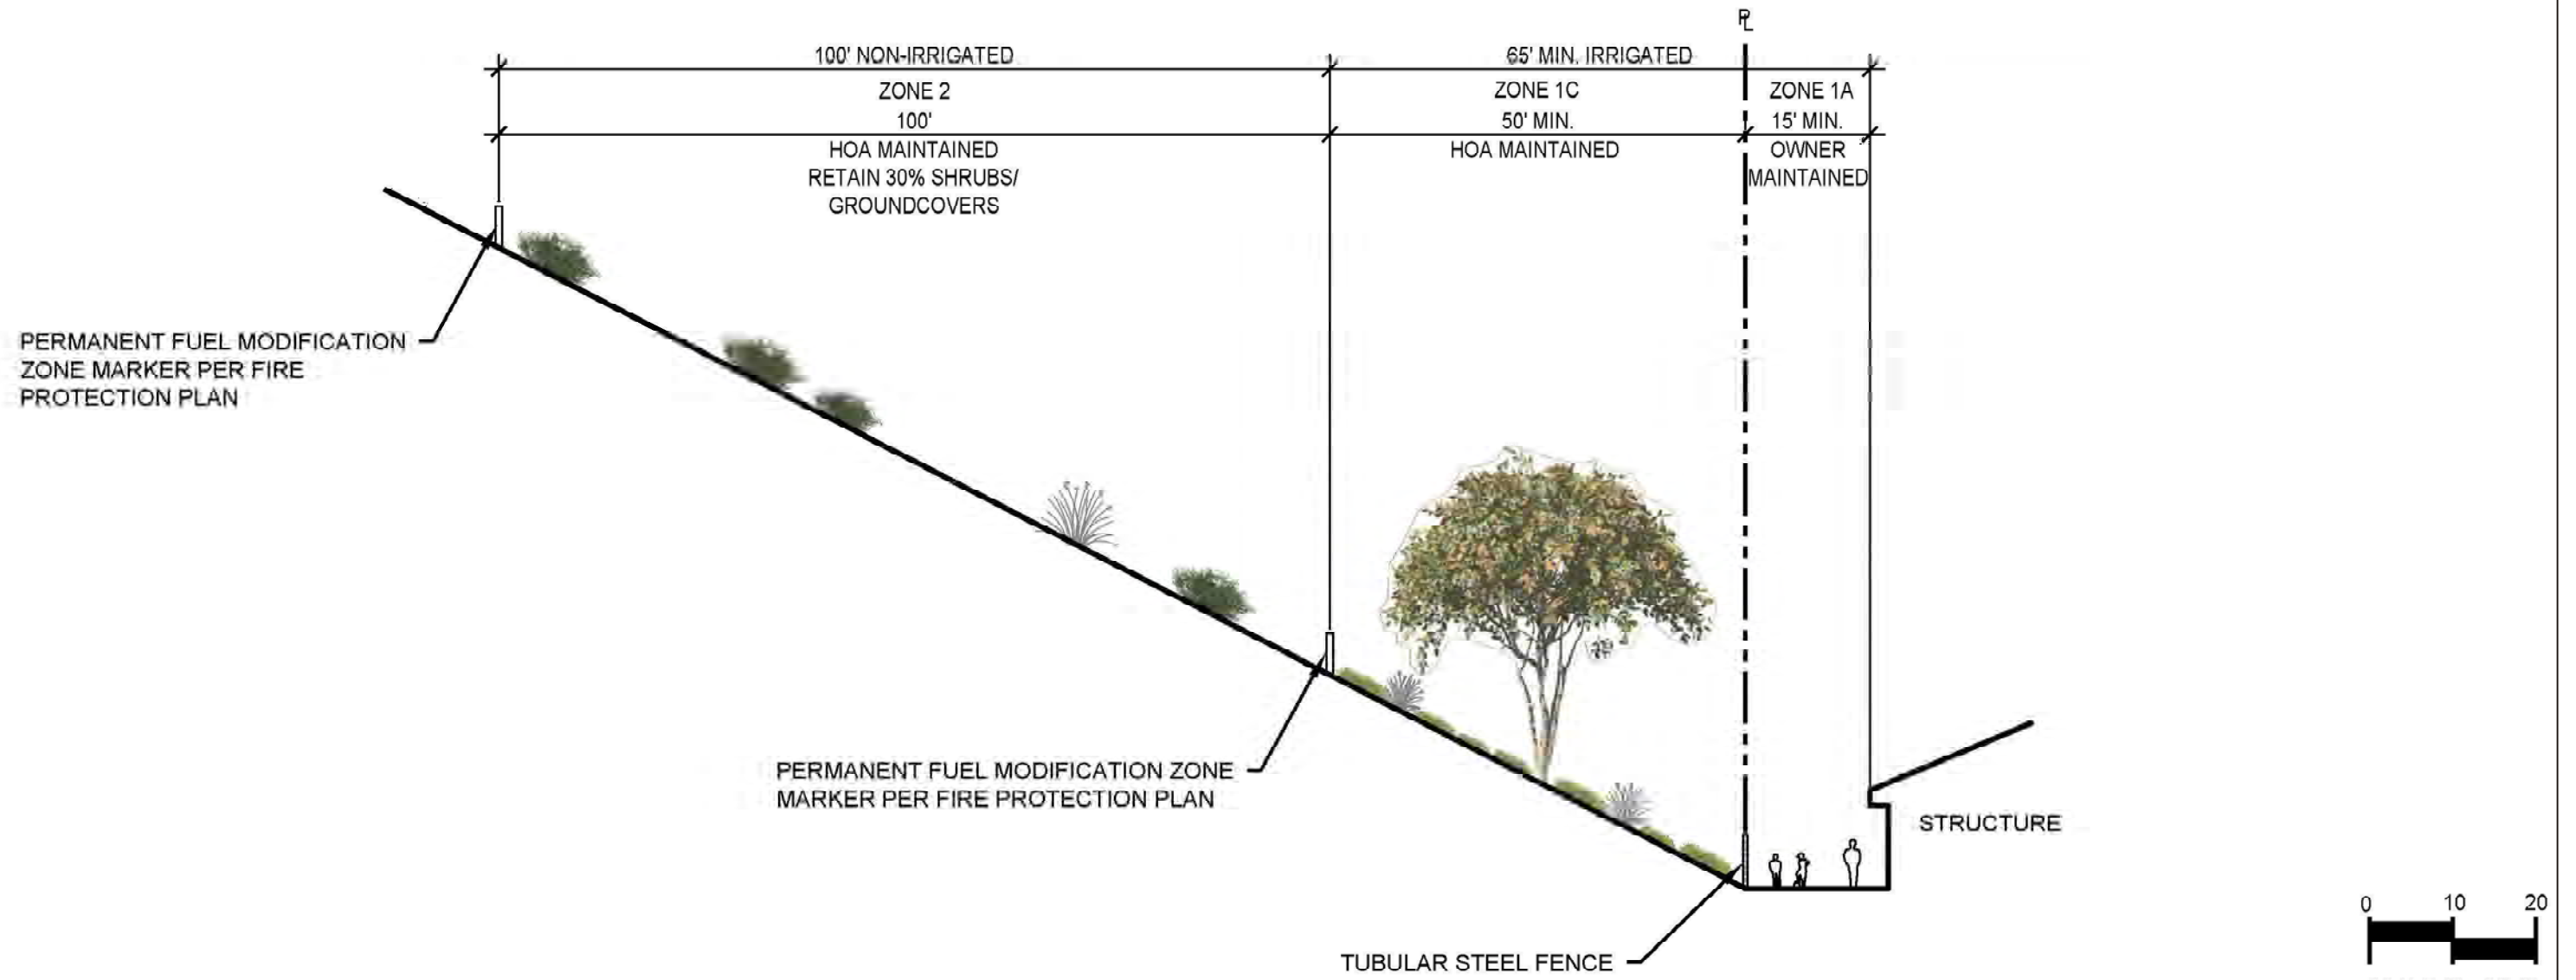 PL
100' NON-IRRIGATED
65' MIN. IRRIGATED
ZONE 2
ZONE 1C
ZONE 1A
100'
50' MIN.
15' MIN.
HOA MAINTAINED
RETAIN 30% SHRUBS/
GROUNDCOVERS
HOA MAINTAINED
OWNER
MAINTAINED
PERMANENT FUEL MODIFICATION
ZONE MARKER PER FIRE
PROTECTION PLAN
PERMANENT FUEL MODIFICATION ZONE
MARKER PER FIRE PROTECTION PLAN
STRUCTURE
TUBULAR STEEL FENCE
0 10 20